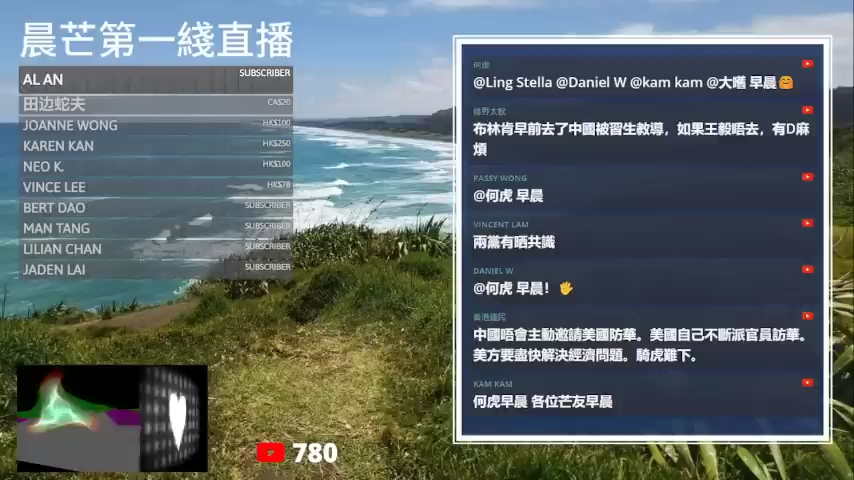 晨芒第一綫直播
AL AN SUBSCRIBER
田边蛇夫 CA$20
JOANNE WONG HK$100
KAREN KAN HK$250
NEO K. HK$100
VINCE LEE HK$78
BERT DAO SUBSCRIBER
MAN TANG SUBSCRIBER
LILIAN CHAN SUBSCRIBER
JADEN LAI SUBSCRIBER
780
何虎
@Ling Stella @Daniel W @kam kam @大嚿 早晨🤗
布林肯早前去了中國被習生教導，如果王毅唔去，有D麻
煩
PASSY WONG
@何虎 早晨
VINCENT LAM
兩黨有晒共識
DANIEL W
@何虎 早晨！🖐
香港護民
中國唔會主動邀請美國防華。美國自己不斷派官員訪華。
美方要盡快解決經濟問題。騎虎難下。
KAM KAM
何虎早晨 各位芒友早晨